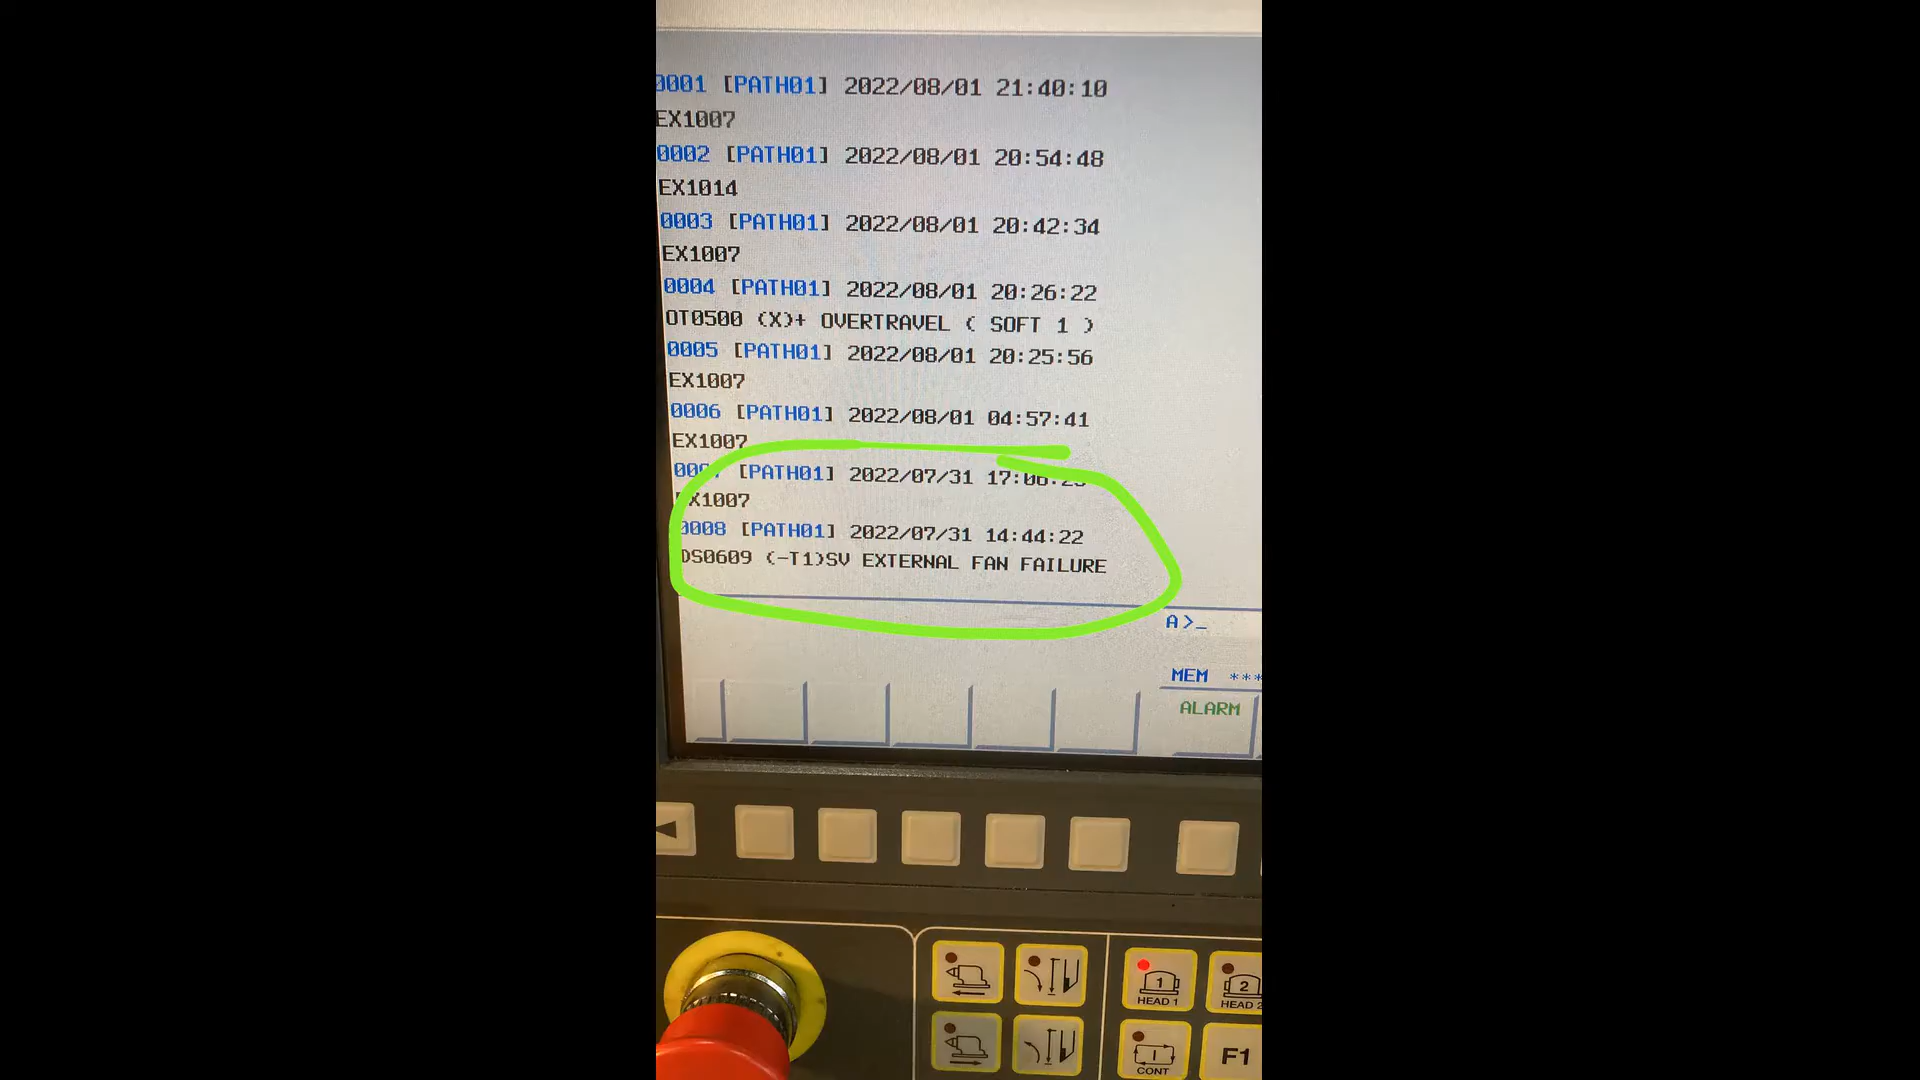 0001 [PATH01] 2022/08/01 21:40:10
EX1007
0002 [PATH01] 2022/08/01 20:54:48
EX1014
0003 [PATH01] 2022/08/01 20:42:34
EX1007
0004 [PATH01] 2022/08/01 20:26:22
OT0500 (X)+ OVERTRAVEL ( SOFT 1 )
0005 [PATH01] 2022/08/01 20:25:56
EX1007
0006 [PATH01] 2022/08/01 04:57:41
EX1007
[PATH01] 2022/07/31
EX1007
0008 [PATH01] 2022/07/31 14:44:22
DS0609 (-T1)SV EXTERNAL FAN FAILURE
A>_
MEM ***
ALARM
1
HEAD 1
2
HEAD
CONT
F1